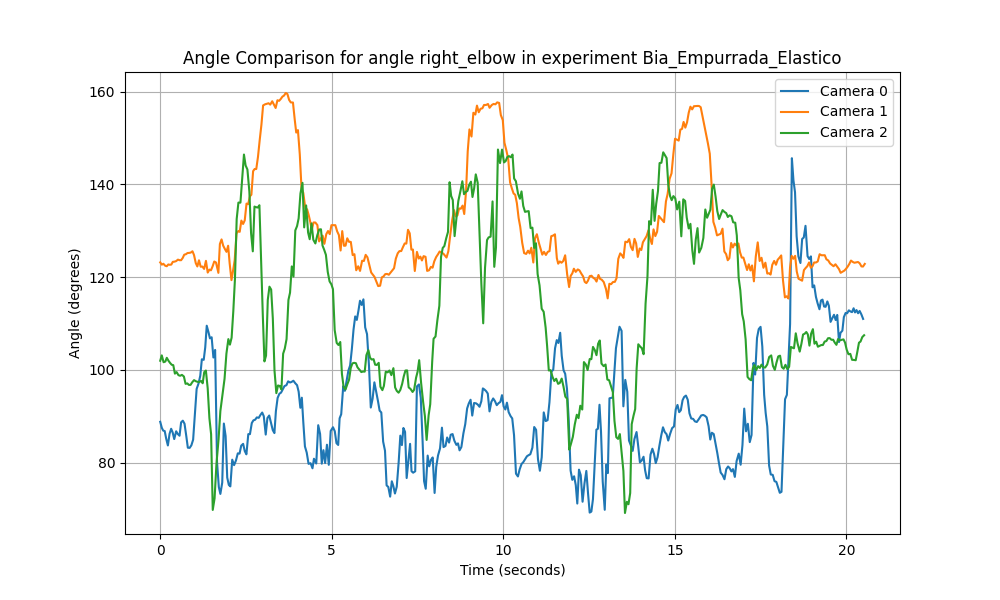 Angle Comparison for angle right_elbow in experiment Bia_Empurrada_Elastico
Camera 0
Camera 1
Camera 2
Angle (degrees)
160
140
120
100
80
0 5 10 15 20
Time (seconds)